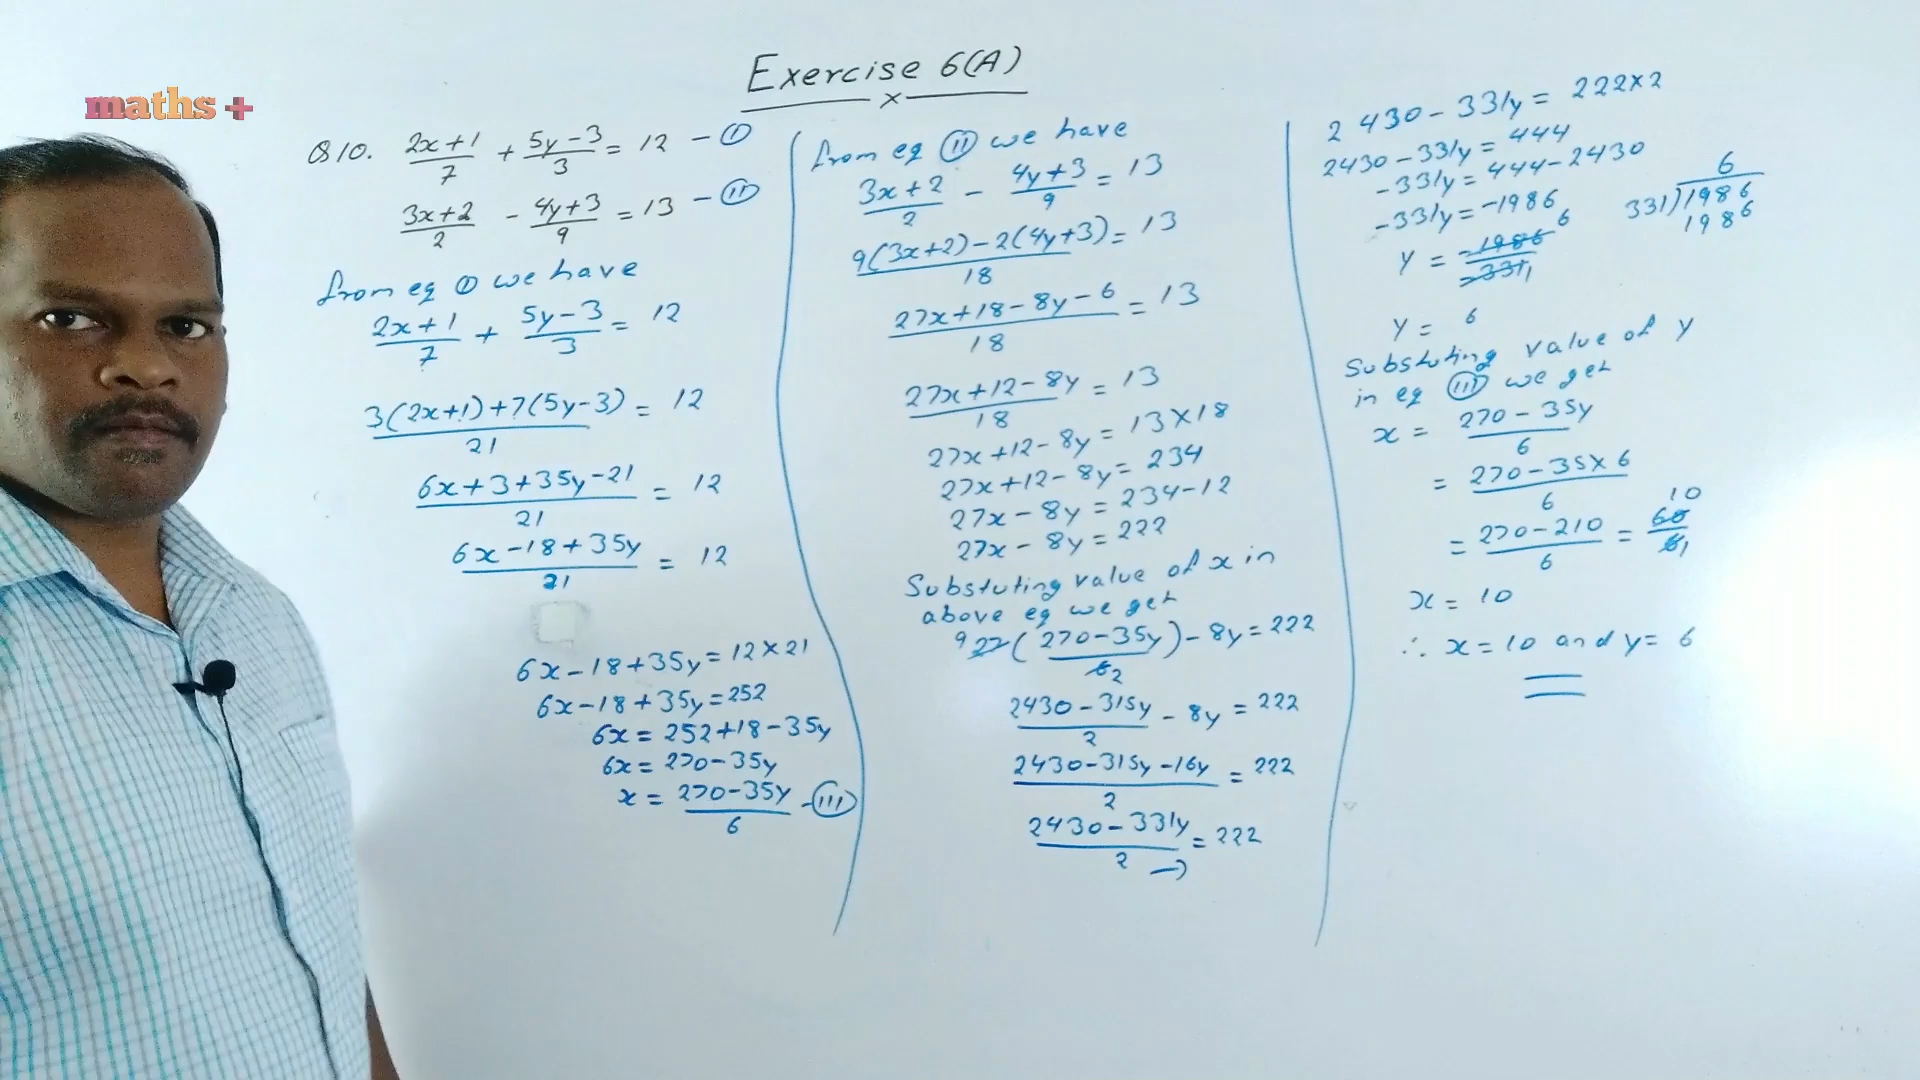 maths +
Exercise 6(A)
x
Q10. (2x+1)/7 + (5y-3)/3 = 12 - (I)
(3x+2)/2 - (4y+3)/9 = 13 - (II)
from eq (I) we have
(2x+1)/7 + (5y-3)/3 = 12
(3(2x+1)+7(5y-3))/21 = 12
(6x+3+35y-21)/21 = 12
(6x-18+35y)/21 = 12
6x-18+35y = 12×21
6x-18+35y = 252
6x = 252+18-35y
6x = 270-35y
x = (270-35y)/6 - (III)
from eq (II) we have
(3x+2)/2 - (4y+3)/9 = 13
(9(3x+2)-2(4y+3))/18 = 13
(27x+18-8y-6)/18 = 13
(27x+12-8y)/18 = 13
27x+12-8y = 13×18
27x+12-8y = 234
27x-8y = 234-12
27x-8y = 222
Substuting value of x in
above eq we get
9 27((270-35y)/6 2)-8y = 222
(2430-315y)/2 - 8y = 222
(2430-315y-16y)/2 = 222
(2430-331y)/2 = 222
→
2 430-331y = 222×2
2430-331y = 444
-331y = 444-2430
-331y = -1986
y = -1986/-331 6 1
y = 6
6
331)1986
1986
Substuting value of y
in eq (III) we get
x = (270-35y)/6
= (270-35×6)/6
= (270-210)/6 = 60/6 10 1
x = 10
∴ x = 10 and y = 6